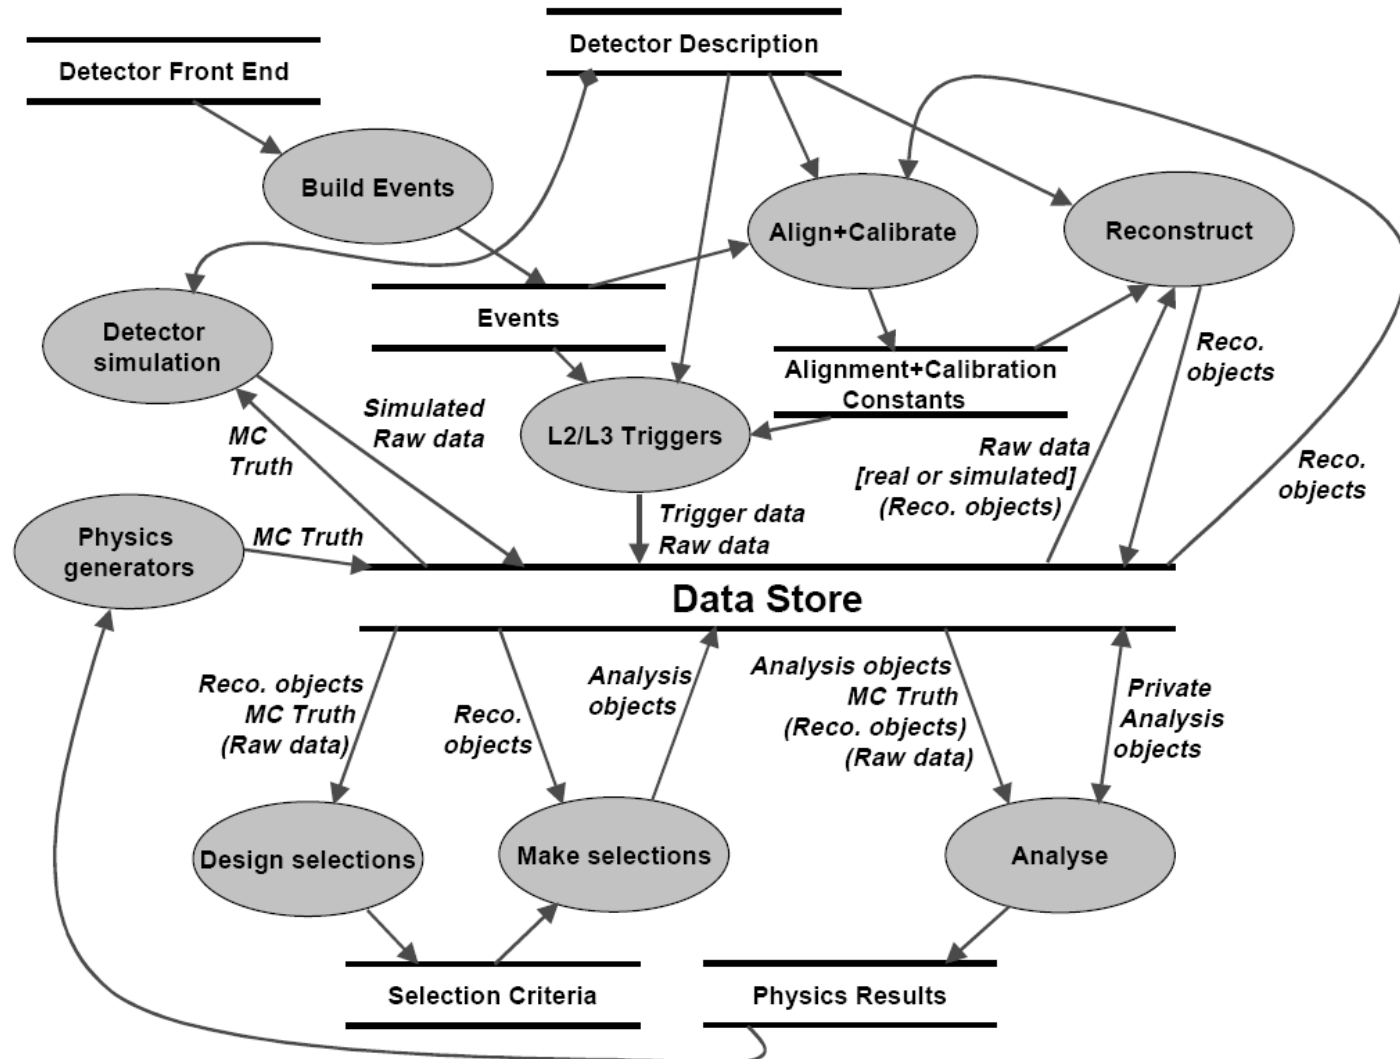 Detector Description
Detector Front End
Build Events
Align+Calibrate
Reconstruct
Events
Detector
simulation
Alignment+Calibration
Constants
Reco.
objects
Simulated
Raw data
MC
Truth
L2/L3 Triggers
Raw data
[real or simulated]
(Reco. objects)
Reco.
objects
Physics
generators
MC Truth
Trigger data
Raw data
Data Store
Reco. objects
MC Truth
(Raw data)
Reco.
objects
Analysis
objects
Analysis objects
MC Truth
(Reco. objects)
(Raw data)
Private
Analysis
objects
Design selections
Make selections
Analyse
Selection Criteria
Physics Results